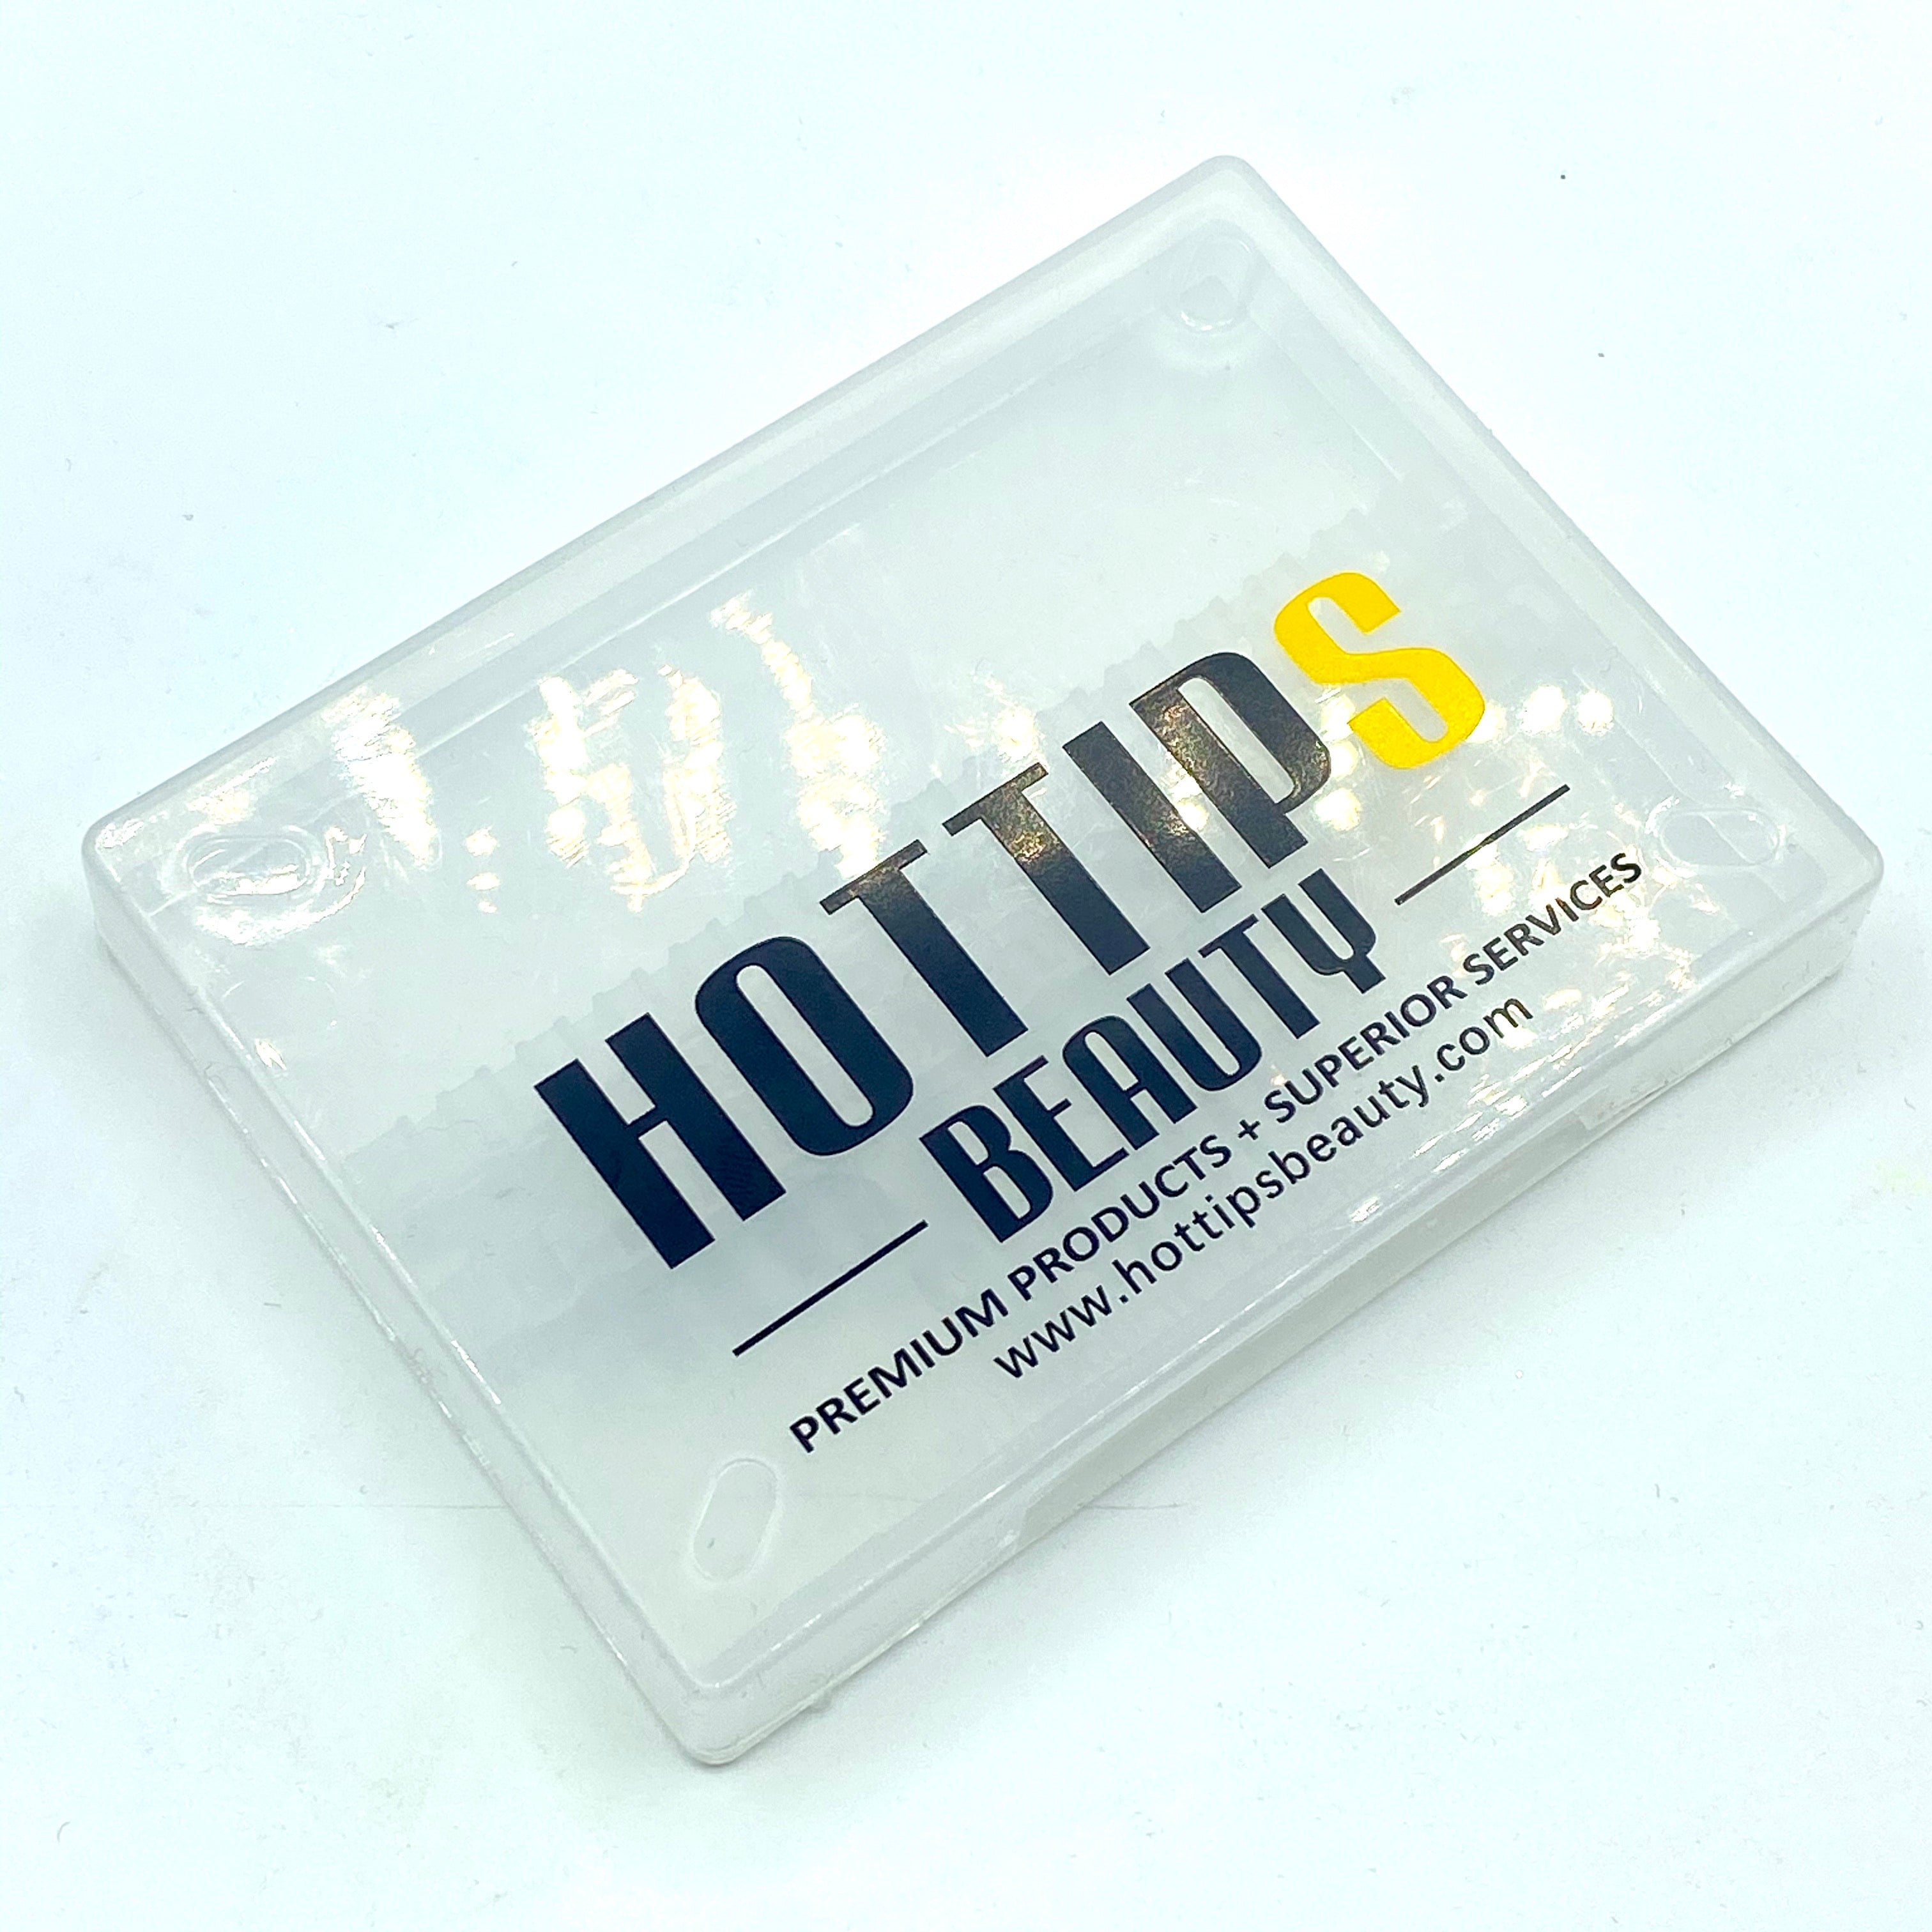 HOTTIPS
BEAUTY
PREMIUM PRODUCTS + SUPERIOR SERVICES
www.hottipsbeauty.com